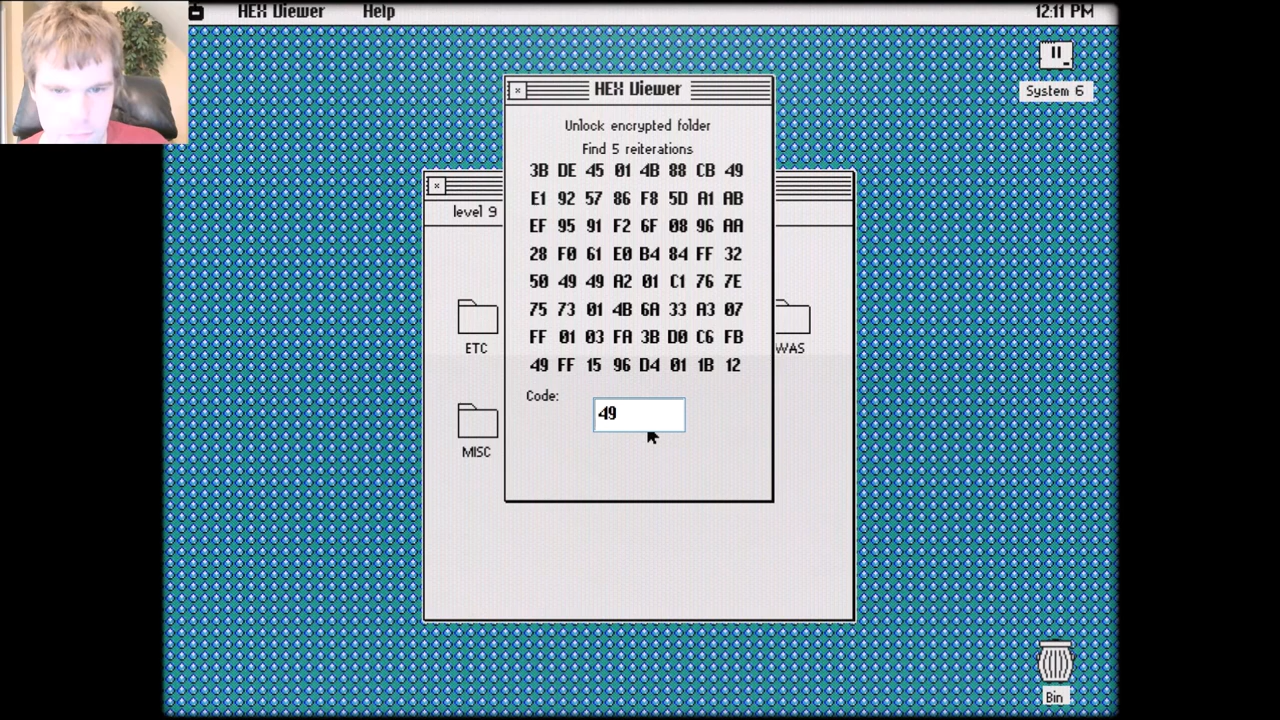 HEX Viewer Help 12:11 PM
System 6
HEX Viewer
Unlock encrypted folder
Find 5 reiterations
3B DE 45 01 4B 88 CB 49
E1 92 57 86 F8 5D A1 AB
EF 95 91 F2 6F 08 96 AA
28 F0 61 E0 B4 84 FF 32
50 49 49 A2 01 C1 76 7E
75 73 01 4B 6A 33 A3 07
FF 01 03 FA 3B D0 C6 FB
49 FF 15 96 D4 01 1B 12
Code:
49
level 9
ETC
WAS
MISC
Bin